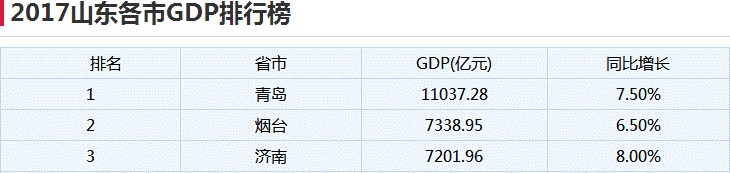 2017山东各市GDP排行榜
排名 省市 GDP(亿元) 同比增长
1 青岛 11037.28 7.50%
2 烟台 7338.95 6.50%
3 济南 7201.96 8.00%